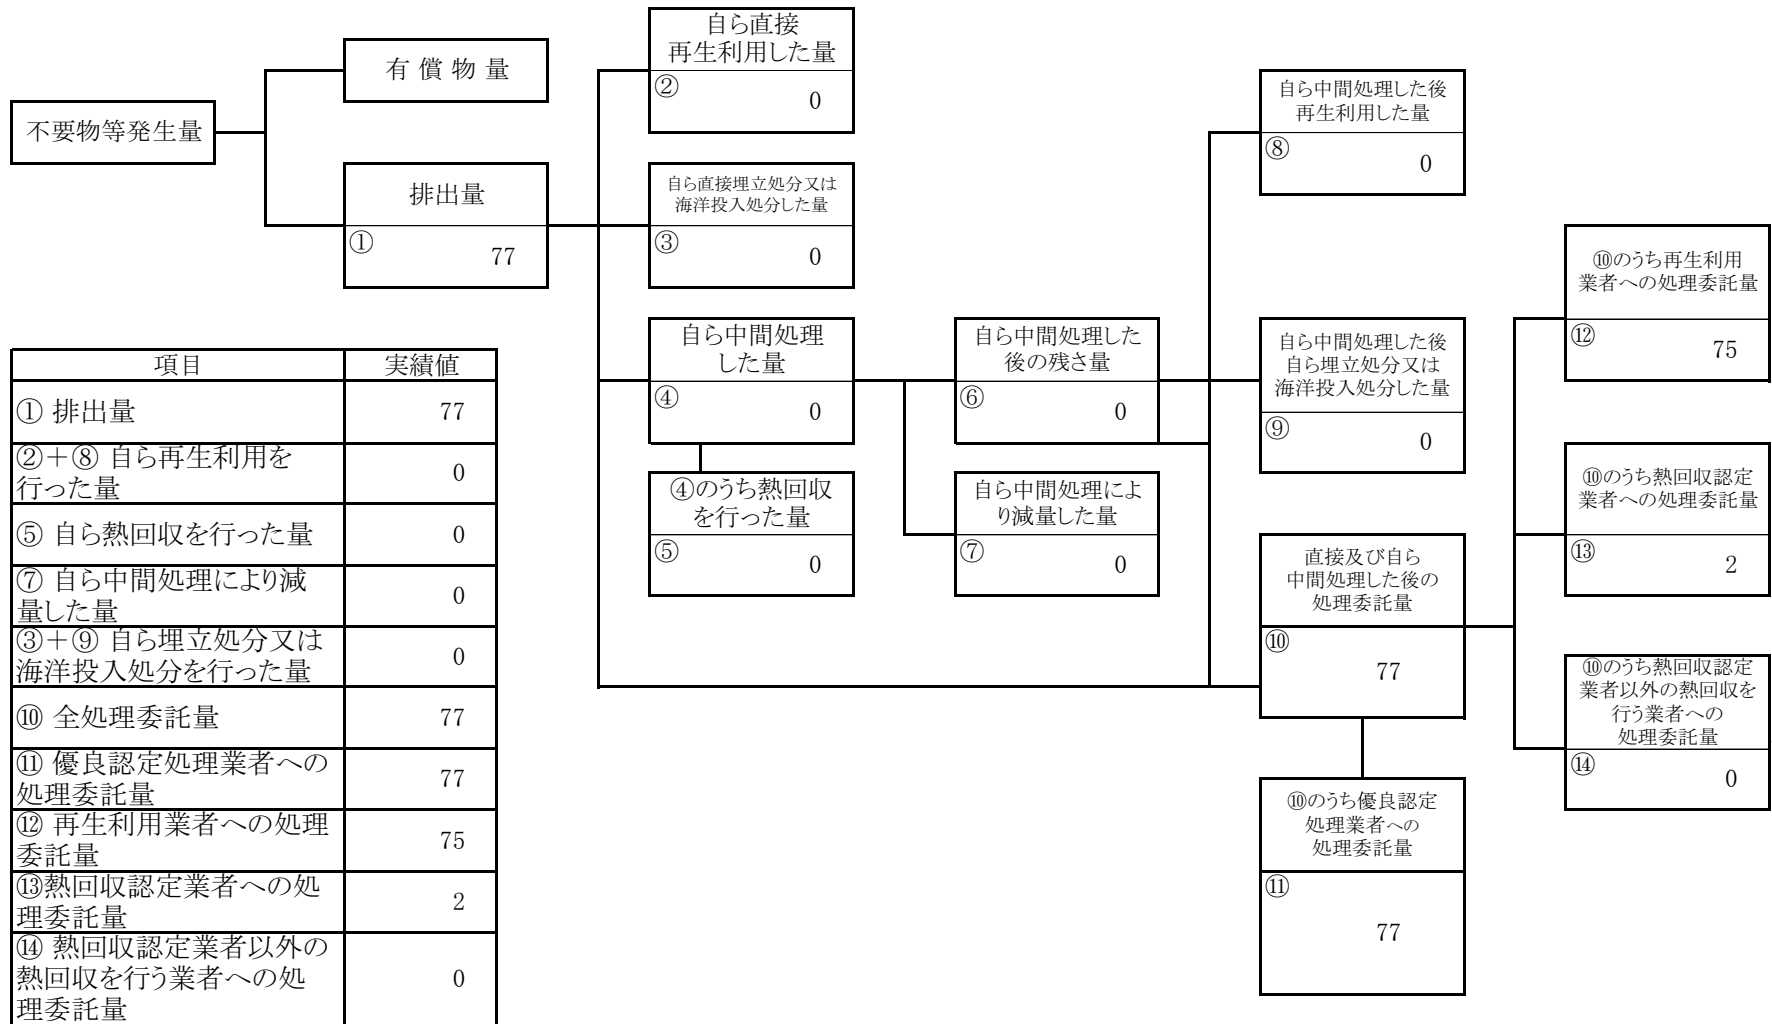 不要物等発生量
有償物量
排出量
①
77
自ら直接
再生利用した量
②
0
自ら直接埋立処分又は
海洋投入処分した量
③
0
自ら中間処理
した量
④
0
④のうち熱回収
を行った量
⑤
0
自ら中間処理した
後の残さ量
⑥
0
自ら中間処理によ
り減量した量
⑦
0
自ら中間処理した後
再生利用した量
⑧
0
自ら中間処理した後
自ら埋立処分又は
海洋投入処分した量
⑨
0
直接及び自ら
中間処理した後の
処理委託量
⑩
77
⑩のうち優良認定
処理業者への
処理委託量
⑪
77
⑩のうち再生利用
業者への処理委託量
⑫
75
⑩のうち熱回収認定
業者への処理委託量
⑬
2
⑩のうち熱回収認定
業者以外の熱回収を
行う業者への
処理委託量
⑭
0
項目 実績値
① 排出量 77
②＋⑧ 自ら再生利用を
行った量 0
⑤ 自ら熱回収を行った量 0
⑦ 自ら中間処理により減
量した量 0
③＋⑨ 自ら埋立処分又は
海洋投入処分を行った量 0
⑩ 全処理委託量 77
⑪ 優良認定処理業者への
処理委託量 77
⑫ 再生利用業者への処理
委託量 75
⑬熱回収認定業者への処
理委託量 2
⑭ 熱回収認定業者以外の
熱回収を行う業者への処
理委託量 0